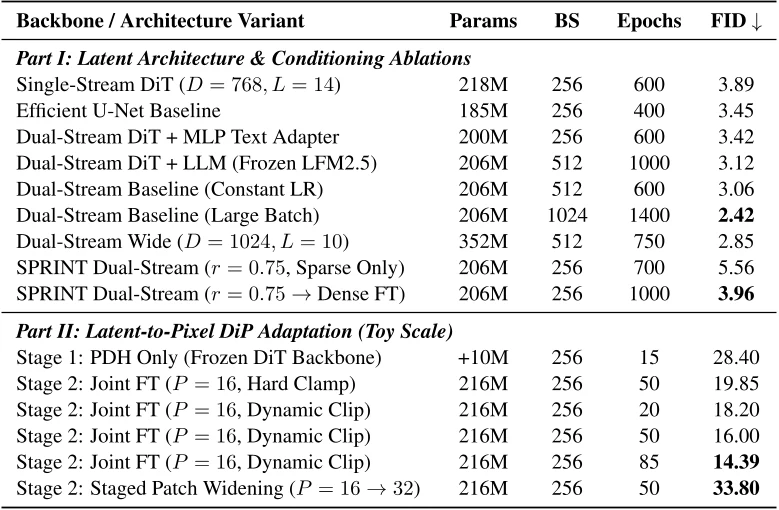 Backbone / Architecture Variant Params BS Epochs FID ↓
Part I: Latent Architecture & Conditioning Ablations
Single-Stream DiT (D = 768, L = 14) 218M 256 600 3.89
Efficient U-Net Baseline 185M 256 400 3.45
Dual-Stream DiT + MLP Text Adapter 200M 256 600 3.42
Dual-Stream DiT + LLM (Frozen LFM2.5) 206M 512 1000 3.12
Dual-Stream Baseline (Constant LR) 206M 512 600 3.06
Dual-Stream Baseline (Large Batch) 206M 1024 1400 2.42
Dual-Stream Wide (D = 1024, L = 10) 352M 512 750 2.85
SPRINT Dual-Stream (r = 0.75, Sparse Only) 206M 256 700 5.56
SPRINT Dual-Stream (r = 0.75 → Dense FT) 206M 256 1000 3.96
Part II: Latent-to-Pixel DiP Adaptation (Toy Scale)
Stage 1: PDH Only (Frozen DiT Backbone) +10M 256 15 28.40
Stage 2: Joint FT (P = 16, Hard Clamp) 216M 256 50 19.85
Stage 2: Joint FT (P = 16, Dynamic Clip) 216M 256 20 18.20
Stage 2: Joint FT (P = 16, Dynamic Clip) 216M 256 50 16.00
Stage 2: Joint FT (P = 16, Dynamic Clip) 216M 256 85 14.39
Stage 2: Staged Patch Widening (P = 16 → 32) 216M 256 50 33.80